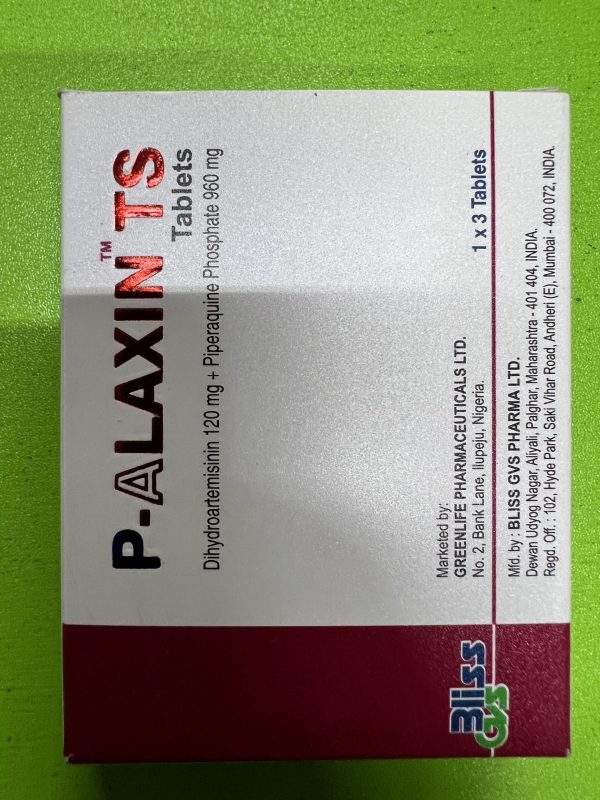 P-ALAXIN™ TS
Tablets
Dihydroartemisinin 120 mg + Piperaquine Phosphate 960 mg
1 x 3 Tablets
Marketed by:
GREENLIFE PHARMACEUTICALS LTD.
No. 2, Bank Lane, Ilupeju, Nigeria.
Mfd. by : BLISS GVS PHARMA LTD.
Dewan Udyog Nagar, Aliyali, Palghar, Maharashtra - 401 404, INDIA.
Regd. Off. : 102, Hyde Park, Saki Vihar Road, Andheri (E), Mumbai - 400 072, INDIA.
Bliss
GVS